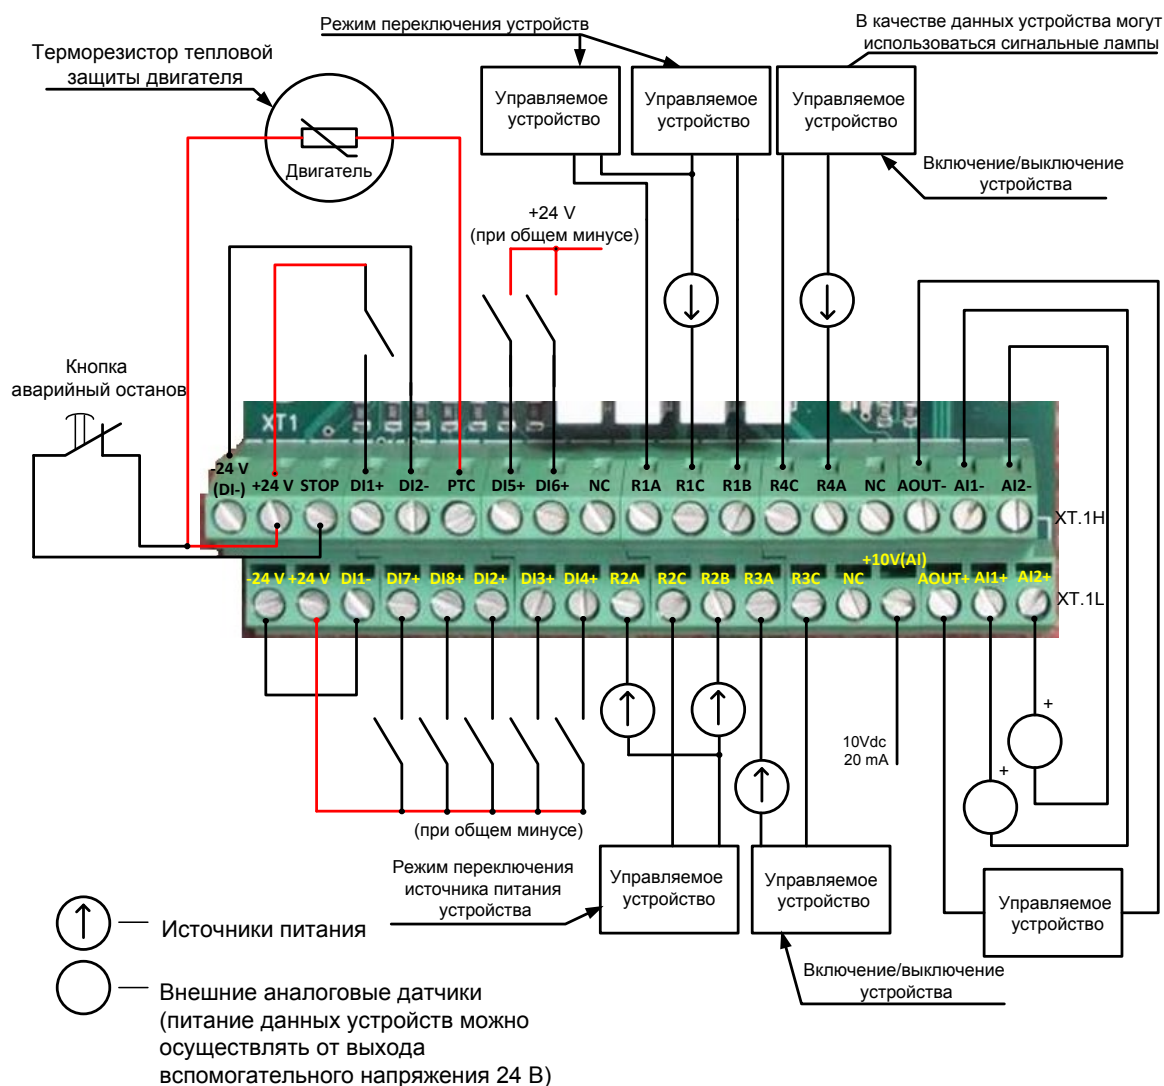 Режим переключения устройств
В качестве данных устройства могут
использоваться сигнальные лампы
Терморезистор тепловой
защиты двигателя
Управляемое
устройство
Управляемое
устройство
Управляемое
устройство
Двигатель
Включение/выключение
устройства
+24 V
(при общем минусе)
Кнопка
аварийный останов
XT1
-24 V
(DI-)
+24 V STOP DI1+ DI2- PTC DI5+ DI6+ NC R1A R1C R1B R4C R4A NC AOUT- AI1- AI2-
XT.1H
+10V(AI)
-24 V +24 V DI1- DI7+ DI8+ DI2+ DI3+ DI4+ R2A R2C R2B R3A R3C NC AOUT+ AI1+ AI2+
XT.1L
+
10Vdc
20 mA
+
(при общем минусе)
Режим переключения
источника питания
устройства
Управляемое
устройство
Управляемое
устройство
Управляемое
устройство
Источники питания
Включение/выключение
устройства
Внешние аналоговые датчики
(питание данных устройств можно
осуществлять от выхода
вспомогательного напряжения 24 В)